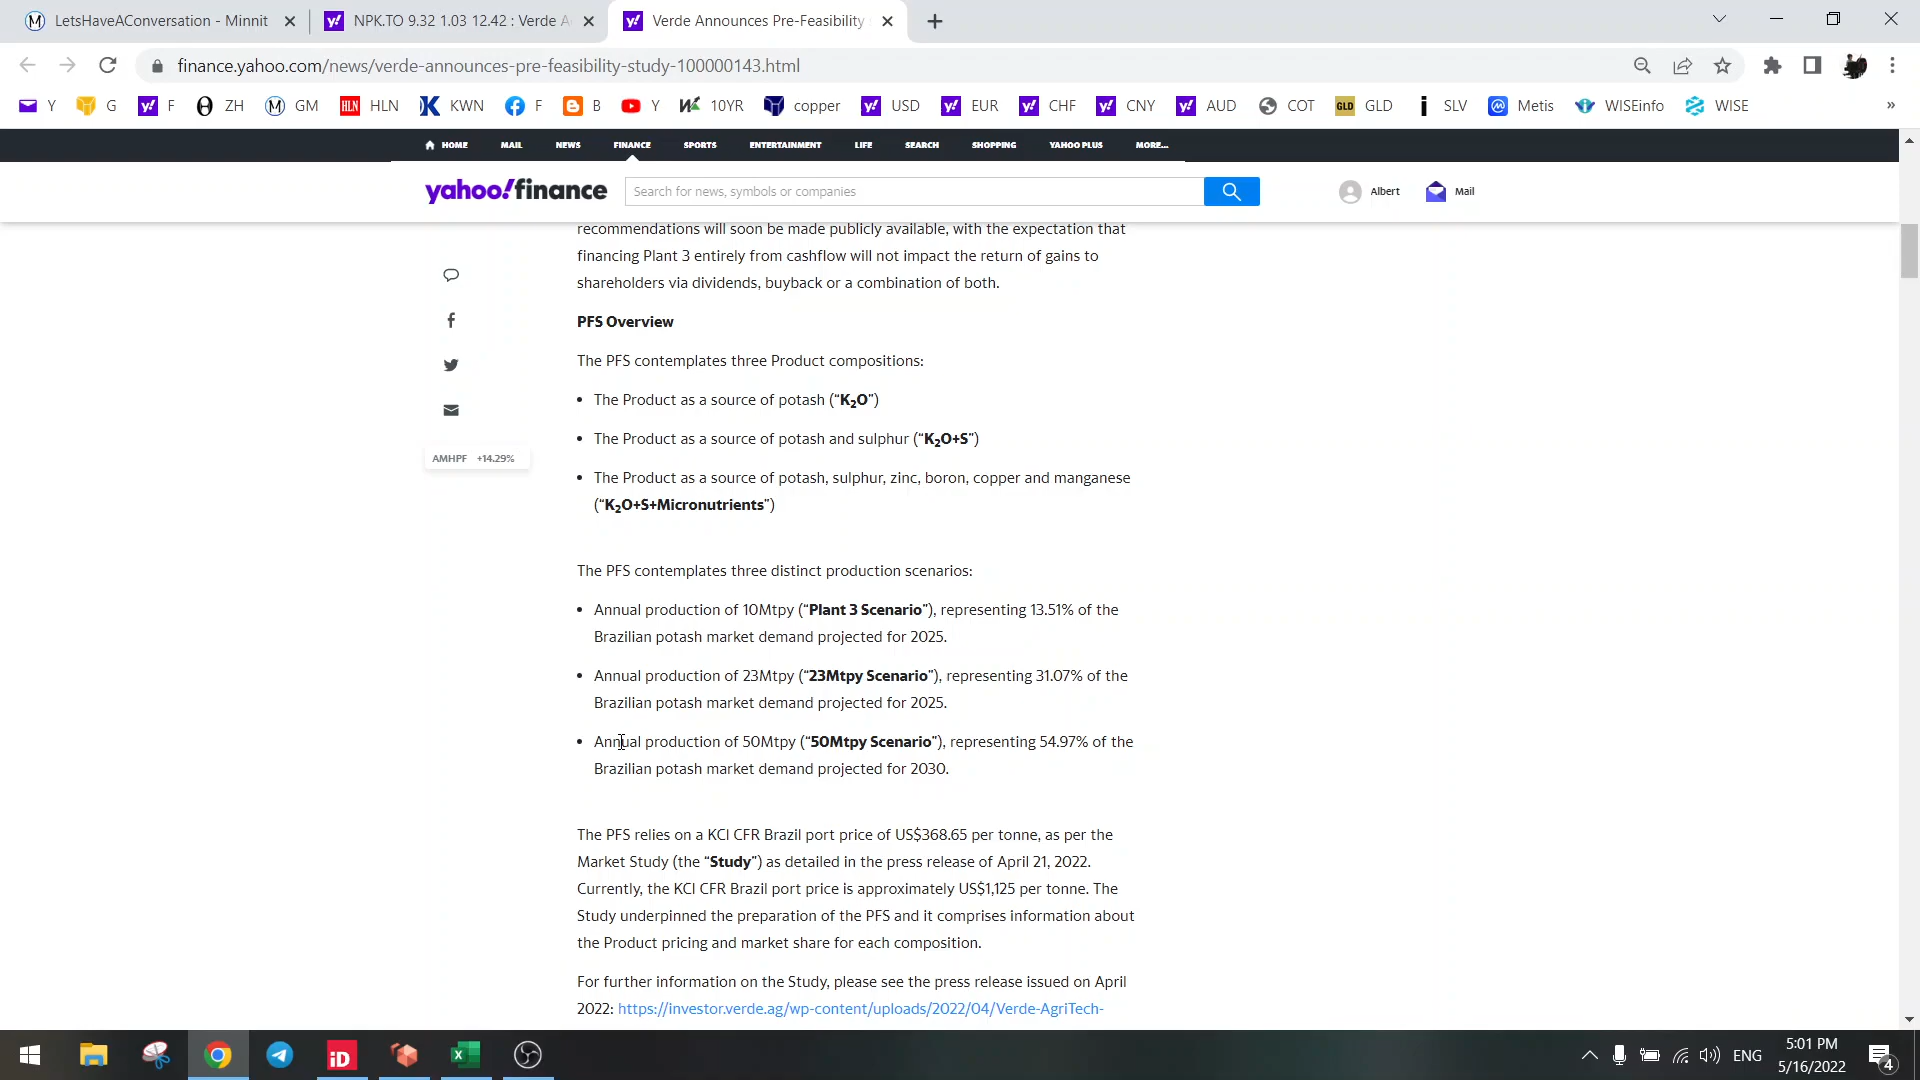 LetsHaveAConversation - Minnit
NPK.TO 9.32 1.03 12.42 : Verde A
Verde Announces Pre-Feasibility
finance.yahoo.com/news/verde-announces-pre-feasibility-study-100000143.html
Y G F ZH GM HLN KWN F B Y 10YR copper USD EUR CHF CNY AUD COT GLD SLV Metis WISEinfo WISE »
HOME MAIL NEWS FINANCE SPORTS ENTERTAINMENT LIFE SEARCH SHOPPING YAHOO PLUS MORE...
yahoo!finance Search for news, symbols or companies Albert Mail
recommendations will soon be made publicly available, with the expectation that
financing Plant 3 entirely from cashflow will not impact the return of gains to
shareholders via dividends, buyback or a combination of both.
PFS Overview
The PFS contemplates three Product compositions:
• The Product as a source of potash (“K₂O”)
• The Product as a source of potash and sulphur (“K₂O+S”)
AMHPF +14.29%
• The Product as a source of potash, sulphur, zinc, boron, copper and manganese
(“K₂O+S+Micronutrients”)
The PFS contemplates three distinct production scenarios:
• Annual production of 10Mtpy (“Plant 3 Scenario”), representing 13.51% of the
Brazilian potash market demand projected for 2025.
• Annual production of 23Mtpy (“23Mtpy Scenario”), representing 31.07% of the
Brazilian potash market demand projected for 2025.
• Annual production of 50Mtpy (“50Mtpy Scenario”), representing 54.97% of the
Brazilian potash market demand projected for 2030.
The PFS relies on a KCl CFR Brazil port price of US$368.65 per tonne, as per the
Market Study (the “Study”) as detailed in the press release of April 21, 2022.
Currently, the KCl CFR Brazil port price is approximately US$1,125 per tonne. The
Study underpinned the preparation of the PFS and it comprises information about
the Product pricing and market share for each composition.
For further information on the Study, please see the press release issued on April
2022: https://investor.verde.ag/wp-content/uploads/2022/04/Verde-AgriTech-
ENG
5:01 PM
5/16/2022
4